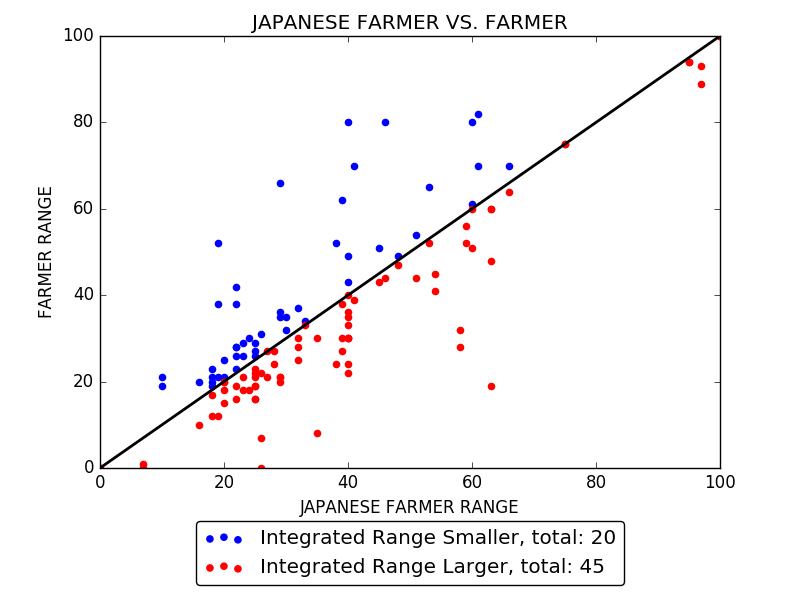 JAPANESE FARMER VS. FARMER
100
80
60
40
20
0
FARMER RANGE
0 20 40 60 80 100
JAPANESE FARMER RANGE
Integrated Range Smaller, total: 20
Integrated Range Larger, total: 45